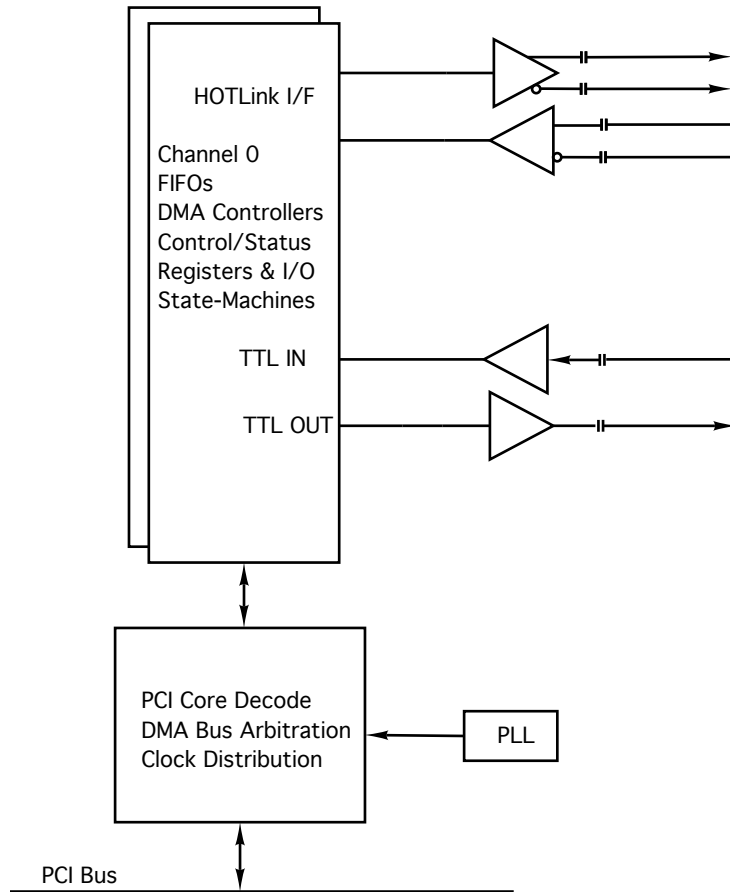 HOTLink I/F
Channel 0
FIFOs
DMA Controllers
Control/Status
Registers & I/O
State-Machines
TTL IN
TTL OUT
PCI Core Decode
DMA Bus Arbitration
Clock Distribution
PLL
PCI Bus